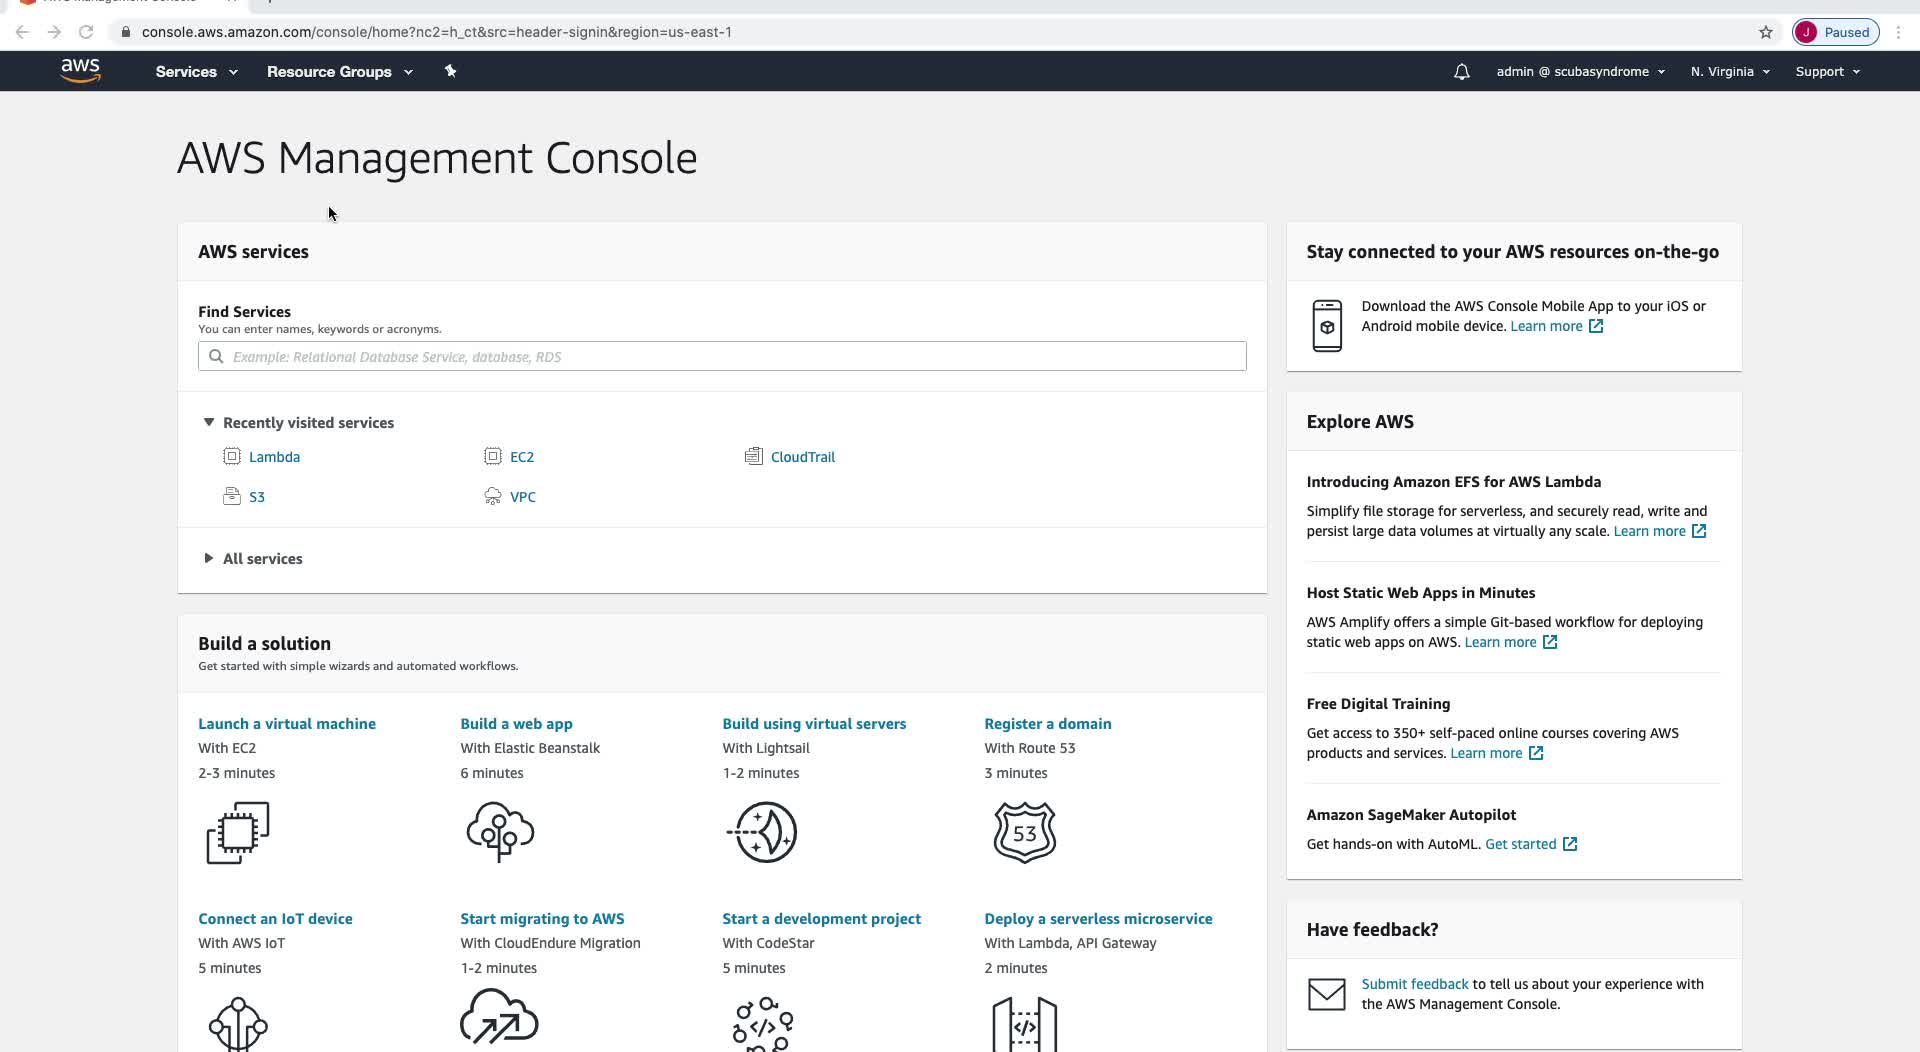 console.aws.amazon.com/console/home?nc2=h_ct&src=header-signin&region=us-east-1
J Paused
aws Services Resource Groups admin @ scubasyndrome N. Virginia Support
AWS Management Console
AWS services
Find Services
You can enter names, keywords or acronyms.
Example: Relational Database Service, database, RDS
Recently visited services
Lambda EC2 CloudTrail
S3 VPC
All services
Build a solution
Get started with simple wizards and automated workflows.
Launch a virtual machine
With EC2
2-3 minutes
Build a web app
With Elastic Beanstalk
6 minutes
Build using virtual servers
With Lightsail
1-2 minutes
Register a domain
With Route 53
3 minutes
53
Connect an IoT device
With AWS IoT
5 minutes
Start migrating to AWS
With CloudEndure Migration
1-2 minutes
Start a development project
With CodeStar
5 minutes
</>
Deploy a serverless microservice
With Lambda, API Gateway
2 minutes
</>
Stay connected to your AWS resources on-the-go
Download the AWS Console Mobile App to your iOS or
Android mobile device. Learn more
Explore AWS
Introducing Amazon EFS for AWS Lambda
Simplify file storage for serverless, and securely read, write and
persist large data volumes at virtually any scale. Learn more
Host Static Web Apps in Minutes
AWS Amplify offers a simple Git-based workflow for deploying
static web apps on AWS. Learn more
Free Digital Training
Get access to 350+ self-paced online courses covering AWS
products and services. Learn more
Amazon SageMaker Autopilot
Get hands-on with AutoML. Get started
Have feedback?
Submit feedback to tell us about your experience with
the AWS Management Console.